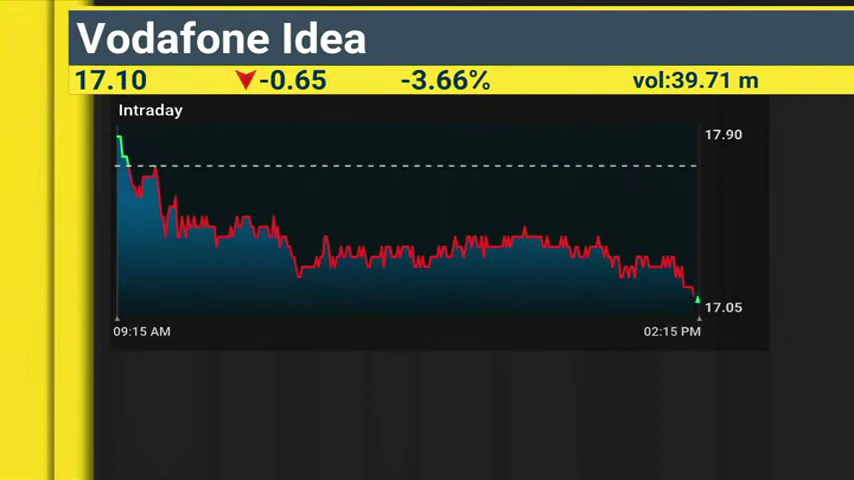 Vodafone Idea
17.10 -0.65 -3.66% vol:39.71 m
Intraday
17.90
17.05
09:15 AM 02:15 PM